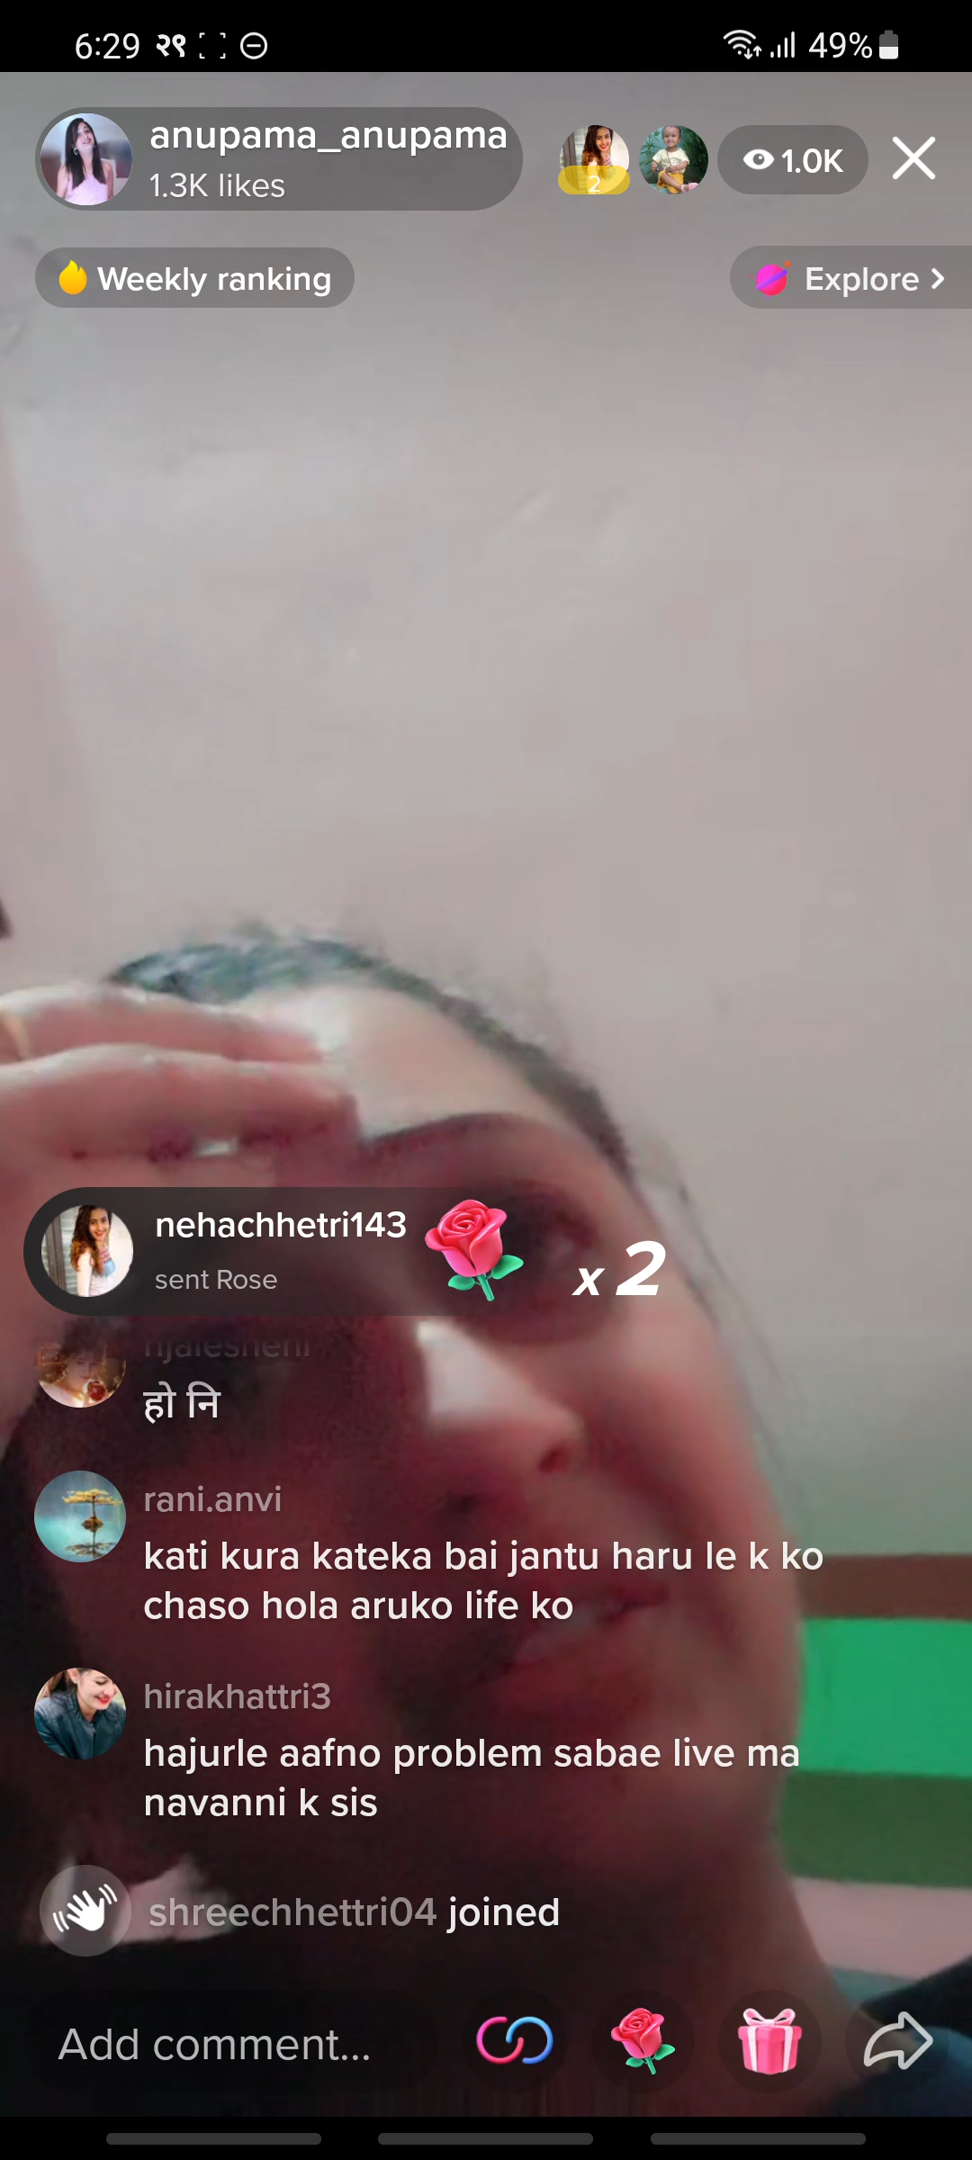 6:29 २९ 49%
anupama_anupama
1.3K likes
2
1.0K
Weekly ranking
Explore
nehachhetri143
sent Rose
x 2
हो नि
rani.anvi
kati kura kateka bai jantu haru le k ko
chaso hola aruko life ko
hirakhattri3
hajurle aafno problem sabae live ma
navanni k sis
shreechhettri04 joined
Add comment...